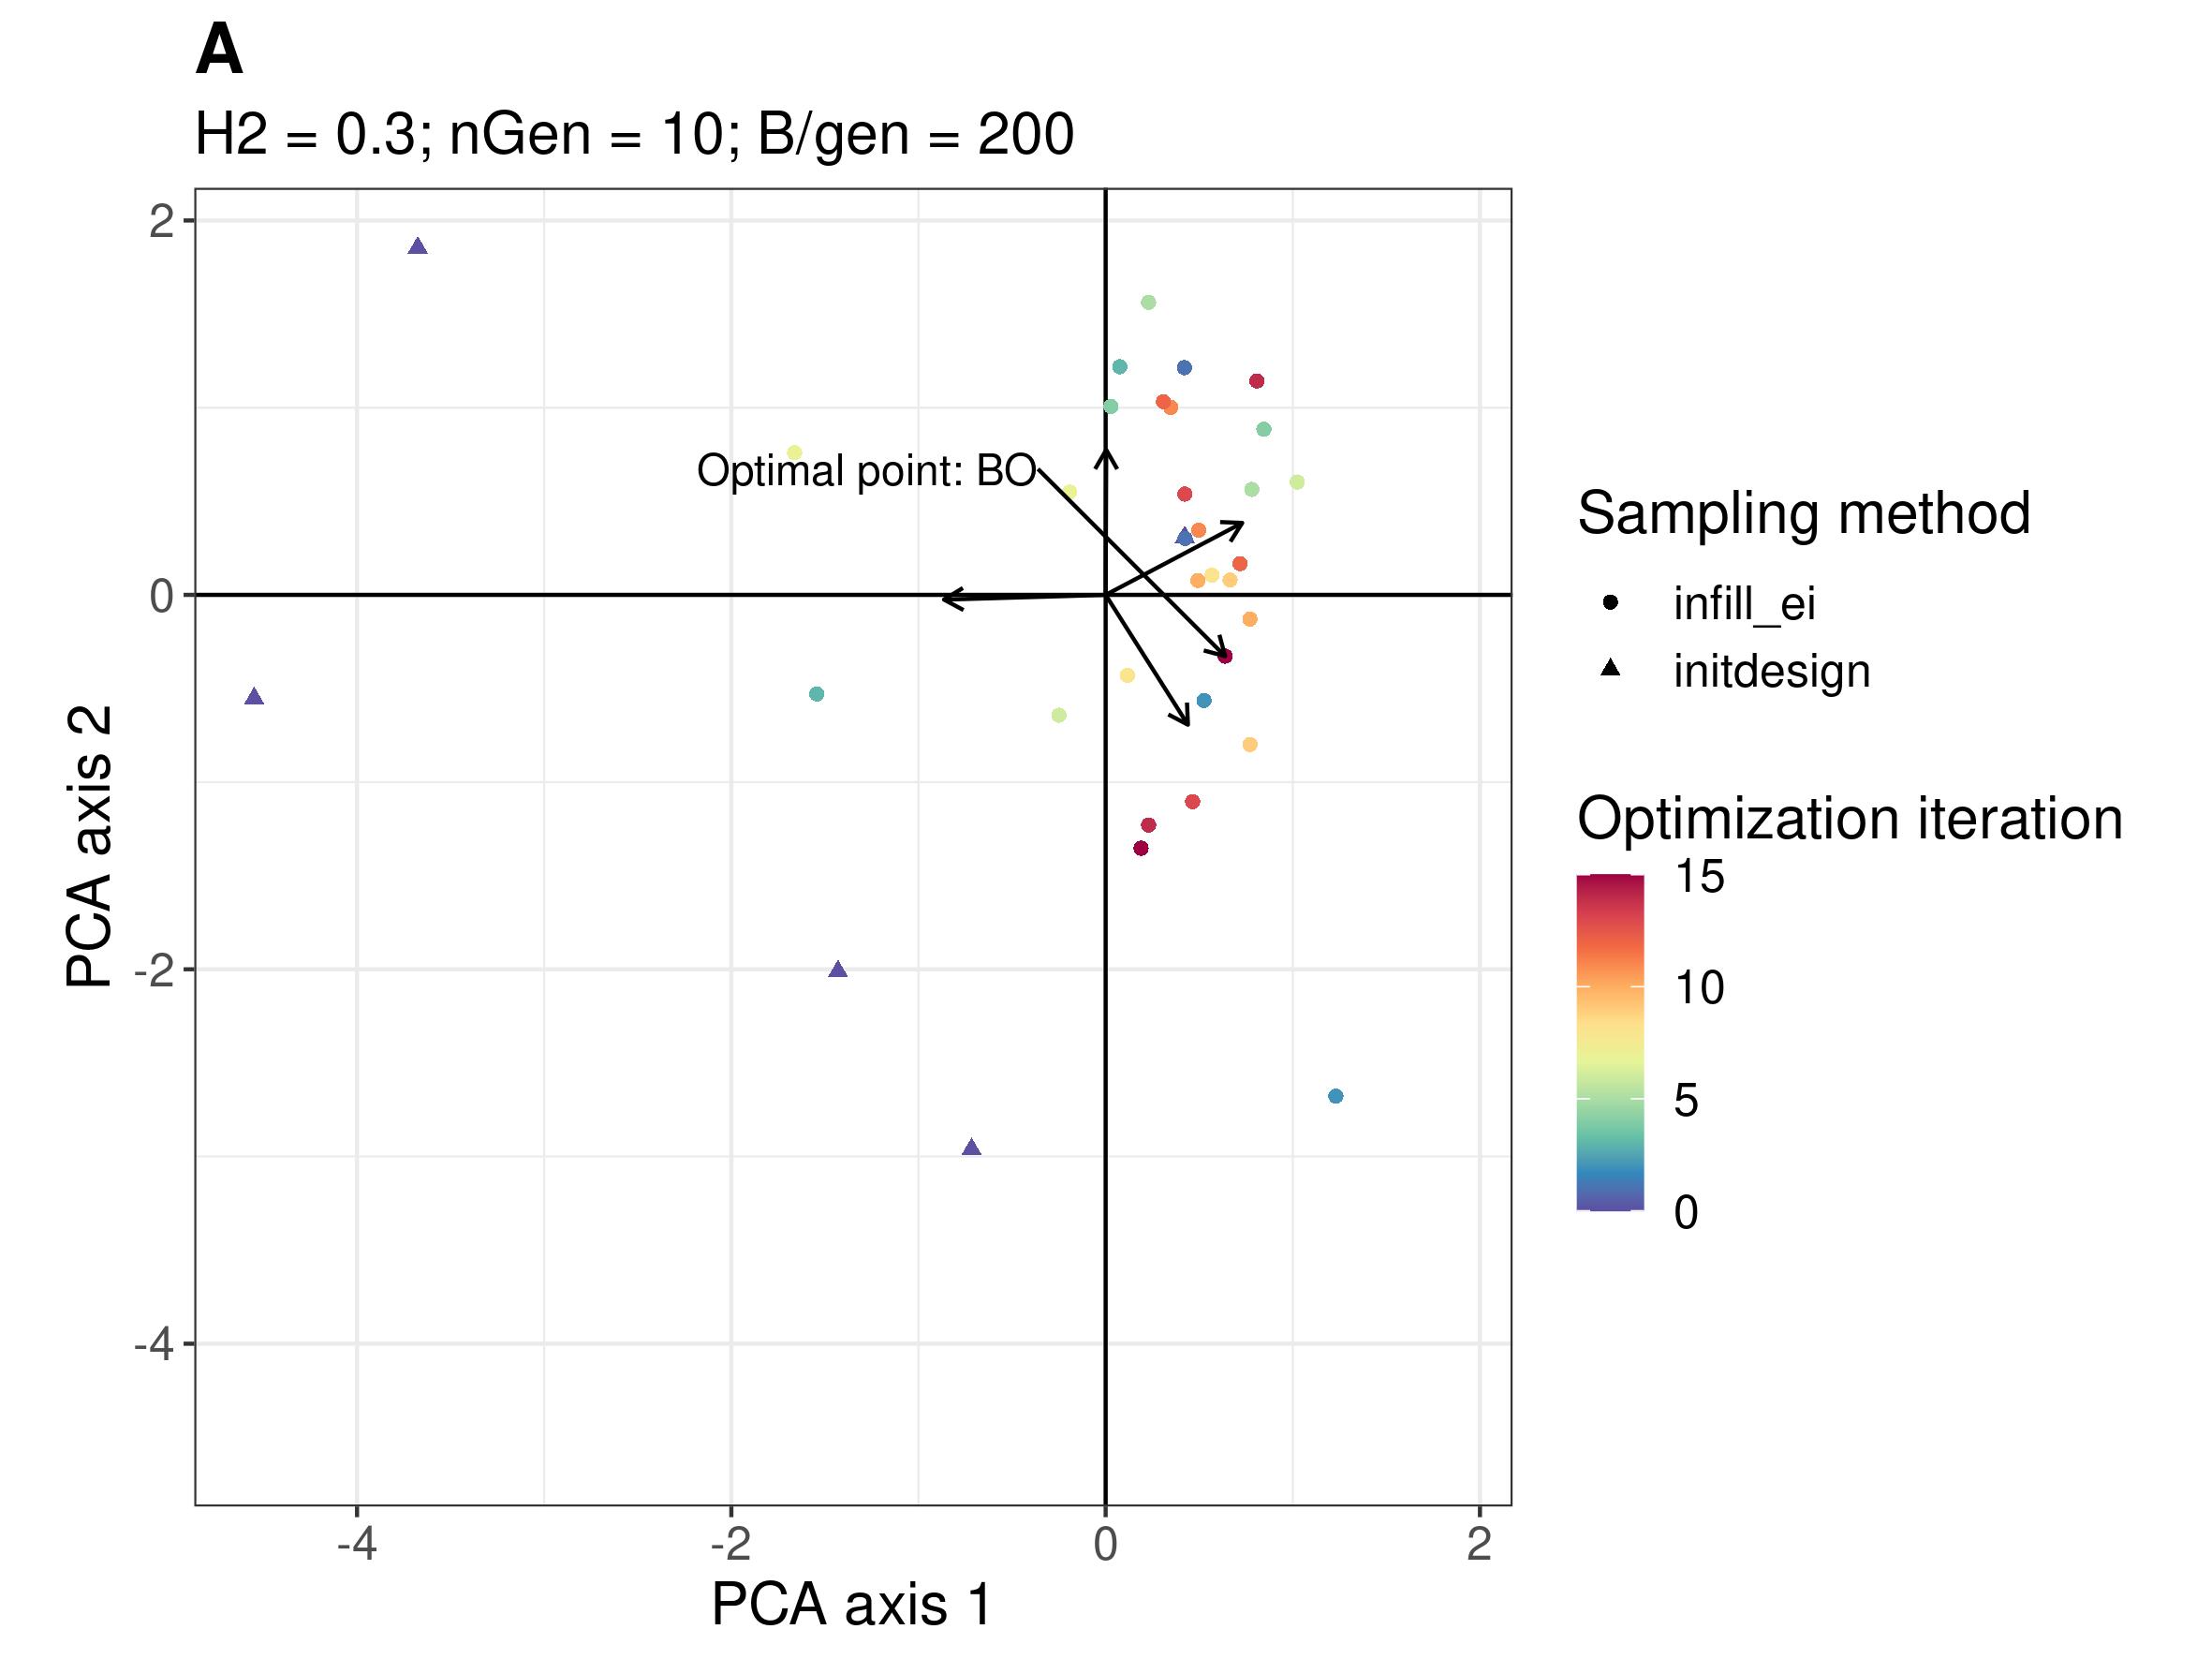 A
H2 = 0.3; nGen = 10; B/gen = 200
2
0
-2
-4
PCA axis 2
Optimal point: BO
-4
-2
0
2
PCA axis 1
Sampling method
infill_ei
initdesign
Optimization iteration
15
10
5
0